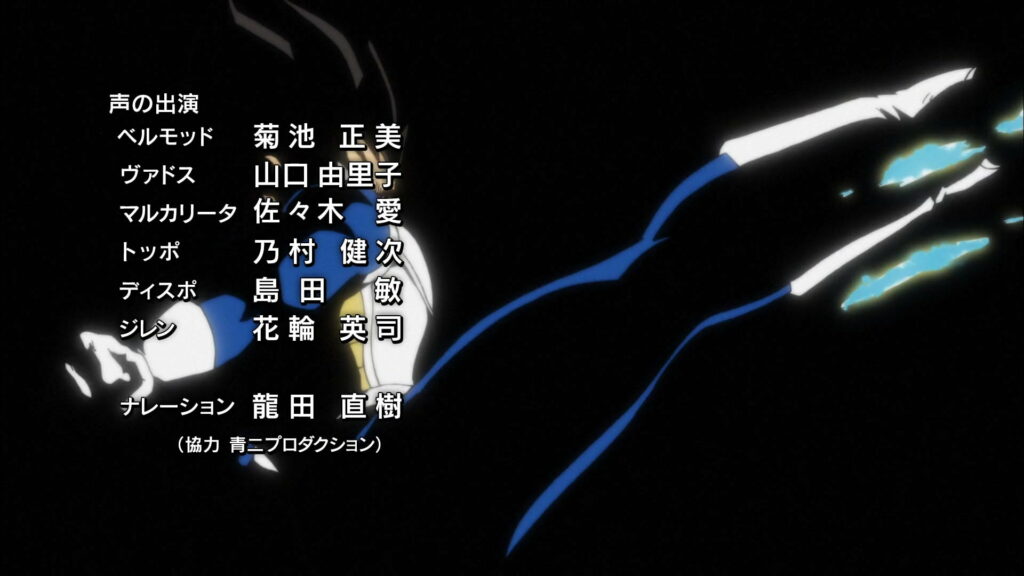 声の出演
ベルモッド 菊池 正美
ヴァドス 山口 由里子
マルカリータ 佐々木 愛
トッポ 乃村 健次
ディスポ 島田 敏
ジレン 花輪 英司
ナレーション 龍田 直樹
(協力 青二プロダクション)